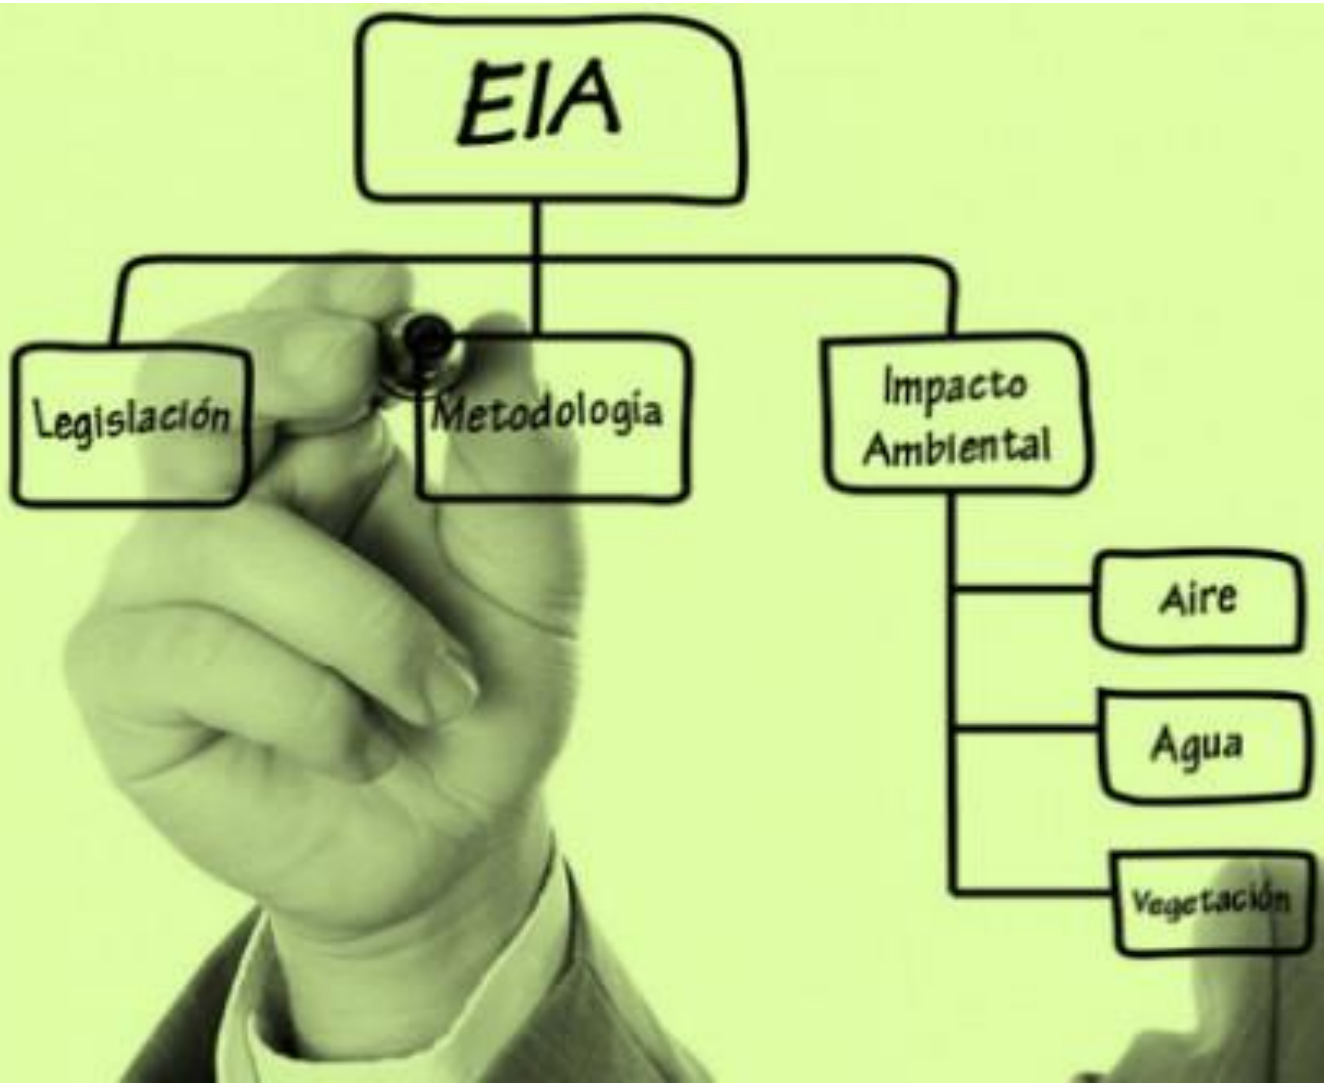 EIA
Legislación
Metodología
Impacto
Ambiental
Aire
Agua
Vegetación